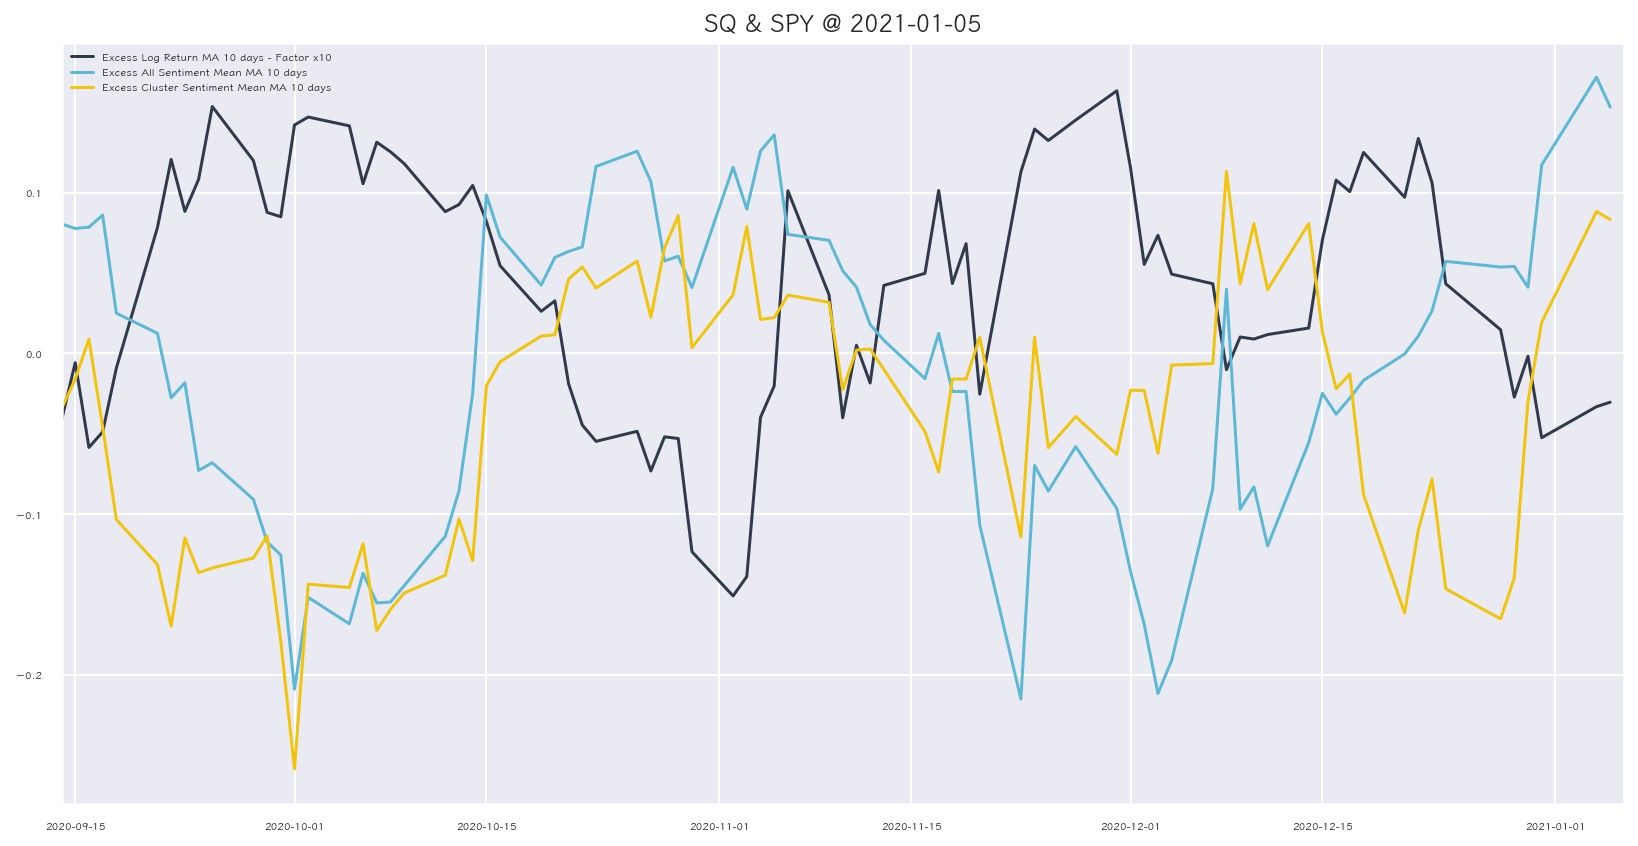 SQ & SPY @ 2021-01-05
Excess Log Return MA 10 days - Factor x10
Excess All Sentiment Mean MA 10 days
Excess Cluster Sentiment Mean MA 10 days
0.1
0.0
−0.1
−0.2
2020-09-15 2020-10-01 2020-10-15 2020-11-01 2020-11-15 2020-12-01 2020-12-15 2021-01-01